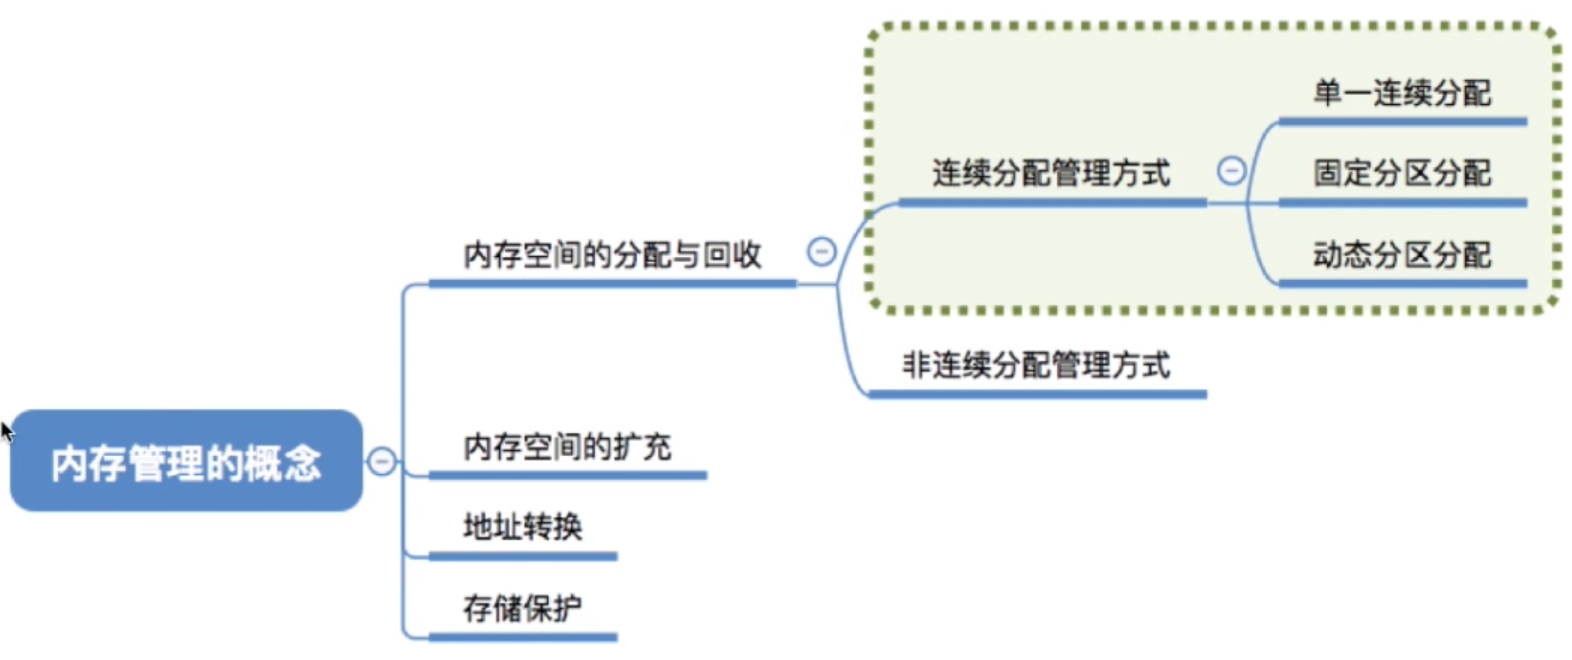 内存管理的概念
内存空间的分配与回收
连续分配管理方式
单一连续分配
固定分区分配
动态分区分配
非连续分配管理方式
内存空间的扩充
地址转换
存储保护